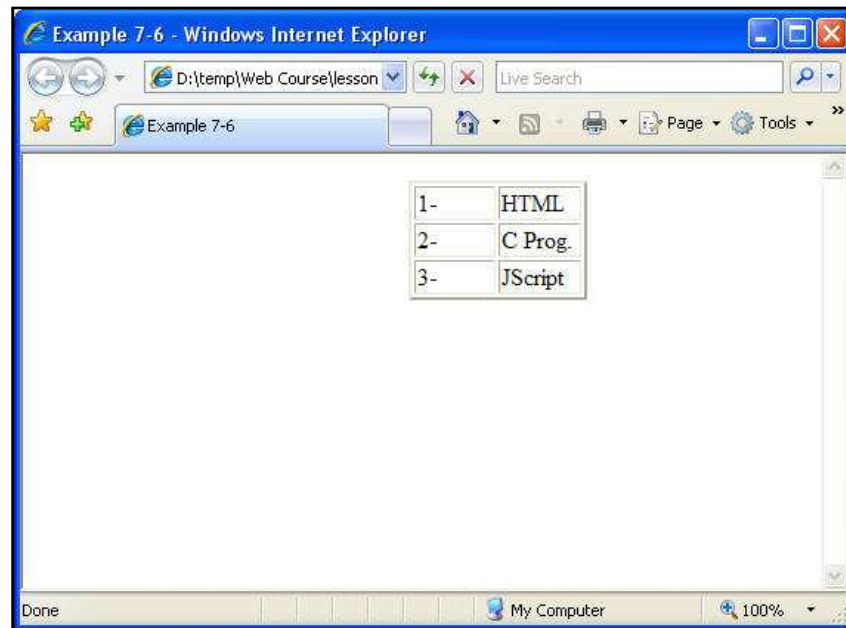 Example 7-6 - Windows Internet Explorer
D:\temp\Web Course\lesson
Live Search
Example 7-6
Page
Tools
»
1- HTML
2- C Prog.
3- JScript
Done
My Computer
100%